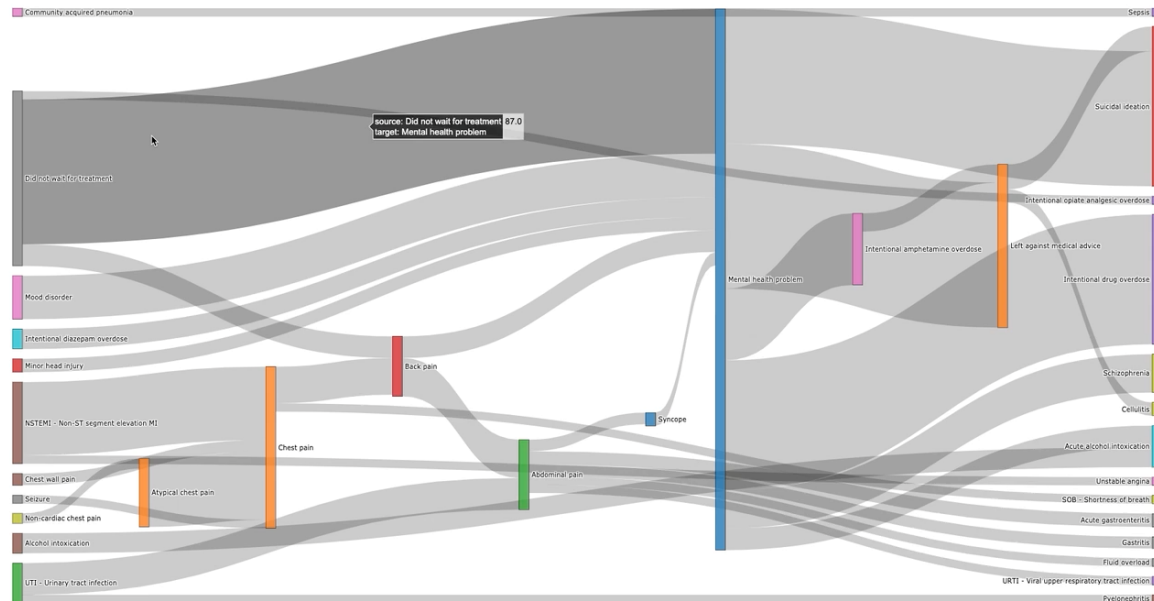 Community acquired pneumonia
Sepsis
Suicidal ideation
source: Did not wait for treatment 87.0
target: Mental health problem
Did not wait for treatment
Intentional opiate analgesic overdose
Left against medical advice
Intentional amphetamine overdose
Mental health problem
Intentional drug overdose
Mood disorder
Intentional diazepam overdose
Minor head injury
Back pain
Schizophrenia
Cellulitis
Syncope
NSTEMI - Non-ST segment elevation MI
Chest pain
Acute alcohol intoxication
Abdominal pain
Chest wall pain
Unstable angina
Atypical chest pain
Seizure
SOB - Shortness of breath
Non-cardiac chest pain
Acute gastroenteritis
Alcohol intoxication
Gastritis
Fluid overload
UTI - Urinary tract infection
URTI - Viral upper respiratory tract infection
Pyelonephritis